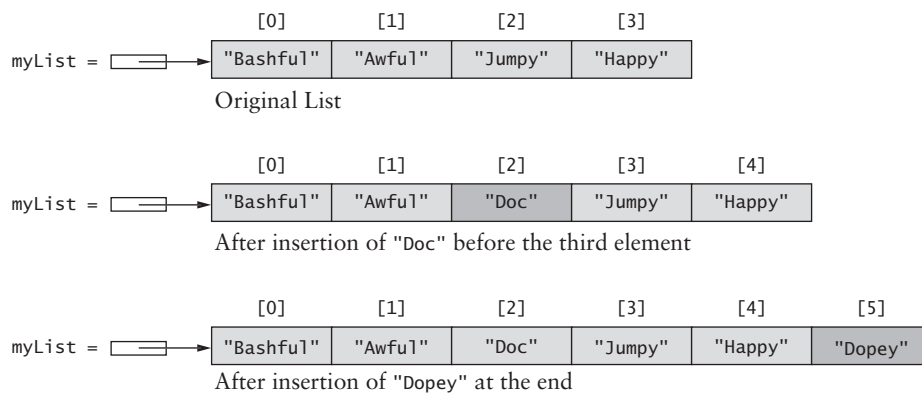 [0] [1] [2] [3]
myList = "Bashful" "Awful" "Jumpy" "Happy"
Original List
[0] [1] [2] [3] [4]
myList = "Bashful" "Awful" "Doc" "Jumpy" "Happy"
After insertion of "Doc" before the third element
[0] [1] [2] [3] [4] [5]
myList = "Bashful" "Awful" "Doc" "Jumpy" "Happy" "Dopey"
After insertion of "Dopey" at the end